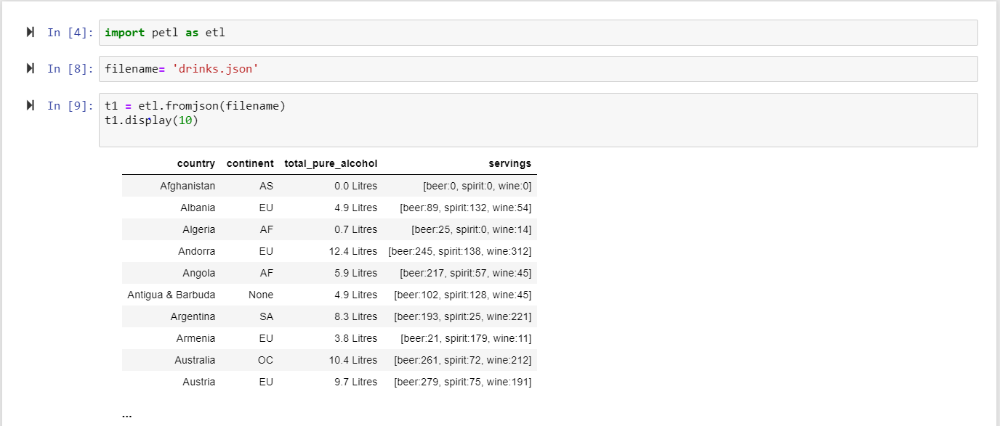 In [4]: import petl as etl
In [8]: filename= 'drinks.json'
In [9]: t1 = etl.fromjson(filename)
t1.display(10)
country continent total_pure_alcohol servings
Afghanistan AS 0.0 Litres [beer:0, spirit:0, wine:0]
Albania EU 4.9 Litres [beer:89, spirit:132, wine:54]
Algeria AF 0.7 Litres [beer:25, spirit:0, wine:14]
Andorra EU 12.4 Litres [beer:245, spirit:138, wine:312]
Angola AF 5.9 Litres [beer:217, spirit:57, wine:45]
Antigua & Barbuda None 4.9 Litres [beer:102, spirit:128, wine:45]
Argentina SA 8.3 Litres [beer:193, spirit:25, wine:221]
Armenia EU 3.8 Litres [beer:21, spirit:179, wine:11]
Australia OC 10.4 Litres [beer:261, spirit:72, wine:212]
Austria EU 9.7 Litres [beer:279, spirit:75, wine:191]
...